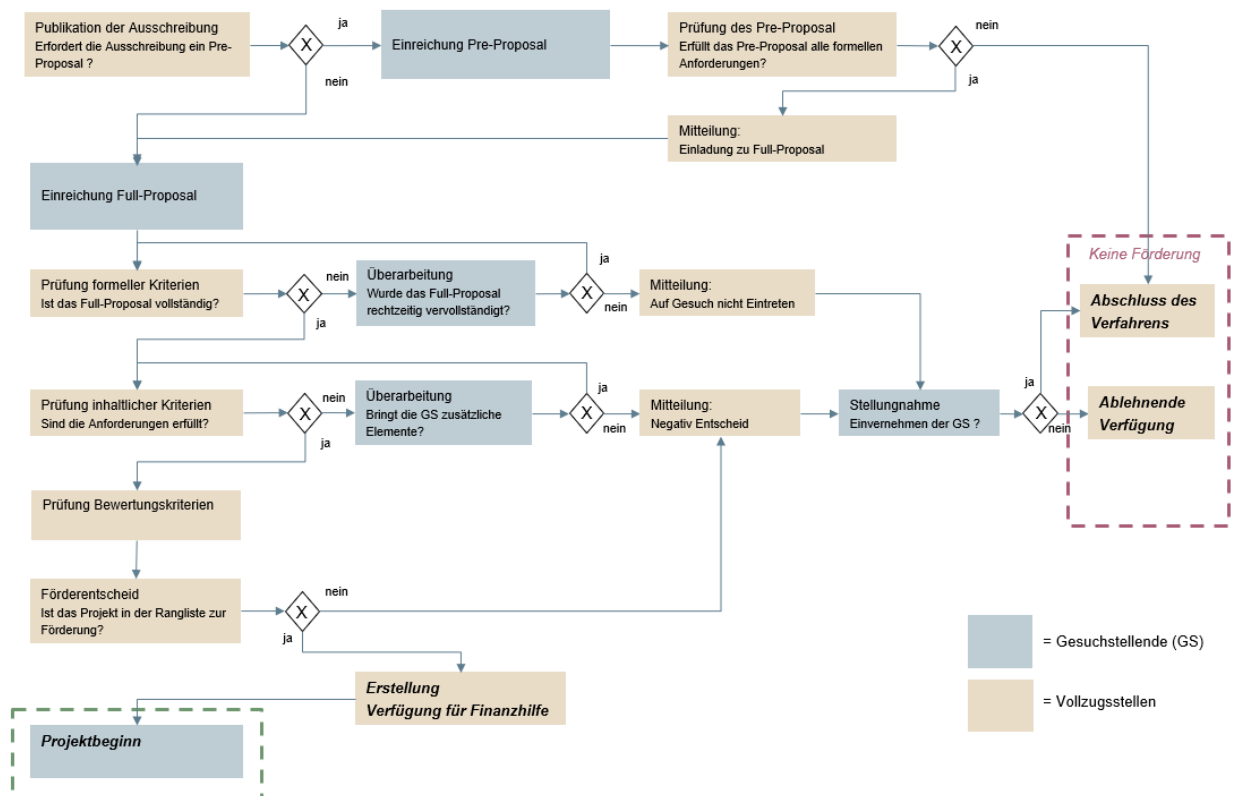 Publikation der Ausschreibung
Erfordert die Ausschreibung ein Pre-
Proposal ?
X
ja
nein
Einreichung Pre-Proposal
Prüfung des Pre-Proposal
Erfüllt das Pre-Proposal alle formellen
Anforderungen?
X
nein
ja
Mitteilung:
Einladung zu Full-Proposal
Einreichung Full-Proposal
Keine Förderung
Prüfung formeller Kriterien
Ist das Full-Proposal vollständig?
X
nein
ja
Überarbeitung
Wurde das Full-Proposal
rechtzeitig vervollständigt?
X
ja
nein
Mitteilung:
Auf Gesuch nicht Eintreten
Abschluss des
Verfahrens
Prüfung inhaltlicher Kriterien
Sind die Anforderungen erfüllt?
X
nein
ja
Überarbeitung
Bringt die GS zusätzliche
Elemente?
X
ja
nein
Mitteilung:
Negativ Entscheid
Stellungnahme
Einvernehmen der GS ?
X
ja
nein
Ablehnende
Verfügung
Prüfung Bewertungskriterien
Förderentscheid
Ist das Projekt in der Rangliste zur
Förderung?
X
nein
ja
Erstellung
Verfügung für Finanzhilfe
Projektbeginn
= Gesuchstellende (GS)
= Vollzugsstellen